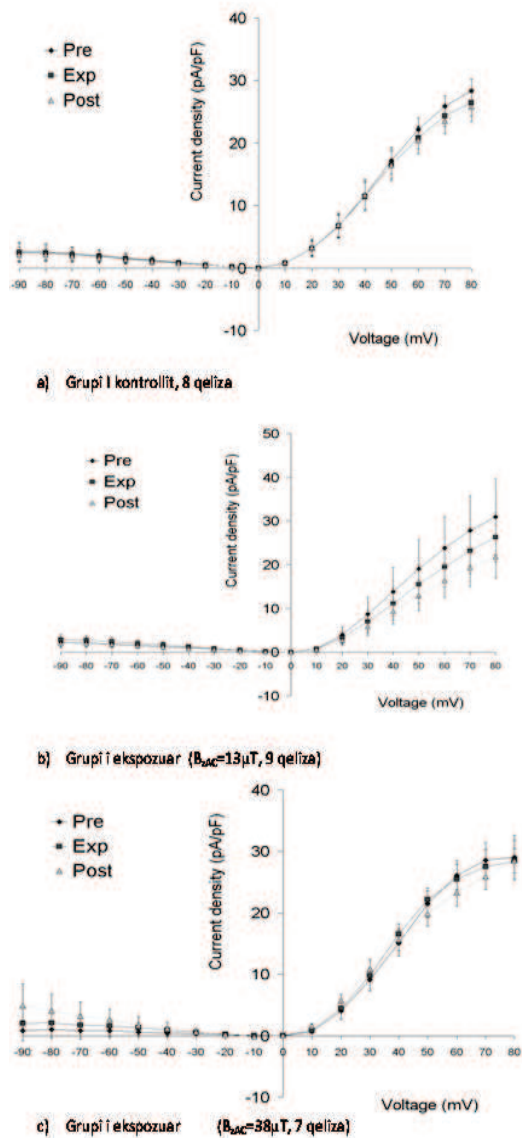 40
Pre
Exp
Post
Current density (pA/pF)
30
20
10
0
-90 -80 -70 -60 -50 -40 -30 -20 -10 0 10 20 30 40 50 60 70 80
-10
Voltage (mV)
a) Grupi I kontrollit, 8 qeliza
50
Pre
Exp
Post
Current density (pA/pF)
40
30
20
10
0
-90 -80 -70 -60 -50 -40 -30 -20 -10 0 10 20 30 40 50 60 70 80
-10
Voltage (mV)
b) Grupi i ekspozuar (BzAC=13µT, 9 qeliza)
40
Pre
Exp
Post
Current density (pA/pF)
30
20
10
0
-90 -80 -70 -60 -50 -40 -30 -20 -10 0 10 20 30 40 50 60 70 80
-10
Voltage (mV)
c) Grupi i ekspozuar (BzAC=38µT, 7 qeliza)